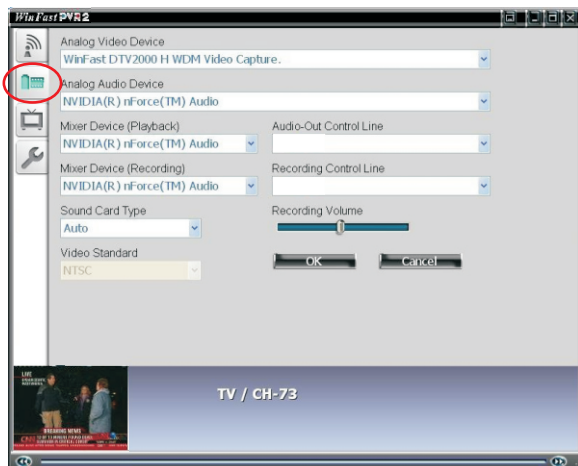 WinFast PVR2
Analog Video Device
WinFast DTV2000 H WDM Video Capture.
Analog Audio Device
NVIDIA(R) nForce(TM) Audio
Mixer Device (Playback)
Audio-Out Control Line
NVIDIA(R) nForce(TM) Audio
Mixer Device (Recording)
Recording Control Line
NVIDIA(R) nForce(TM) Audio
Sound Card Type
Recording Volume
Auto
Video Standard
NTSC
OK
Cancel
LIVE
TV / CH-73
BREAKING NEWS
CNN